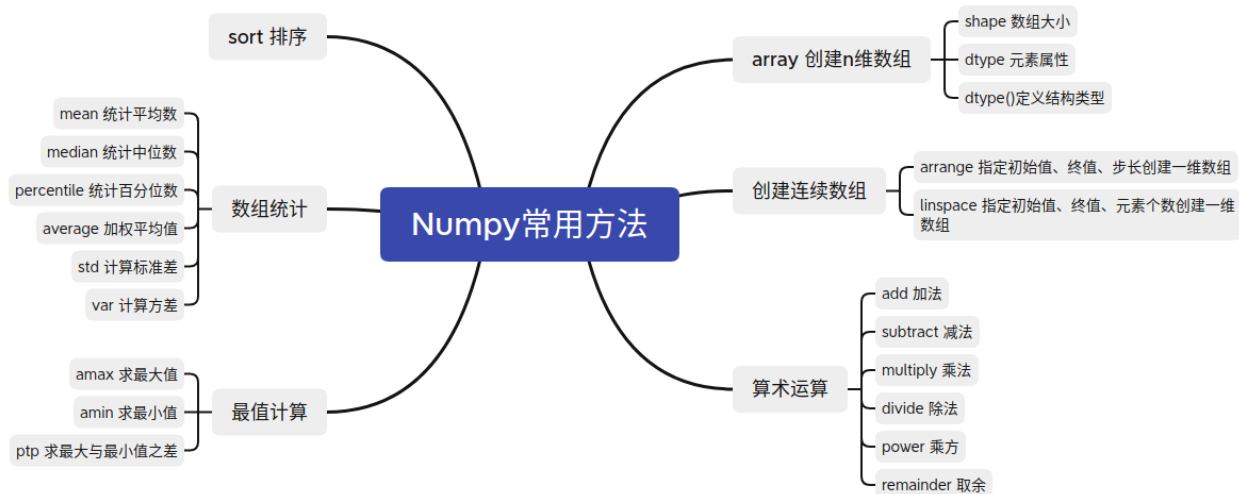 Numpy常用方法
sort 排序
数组统计
mean 统计平均数
median 统计中位数
percentile 统计百分位数
average 加权平均值
std 计算标准差
var 计算方差
最值计算
amax 求最大值
amin 求最小值
ptp 求最大与最小值之差
array 创建n维数组
shape 数组大小
dtype 元素属性
dtype()定义结构类型
创建连续数组
arrange 指定初始值、终值、步长创建一维数组
linspace 指定初始值、终值、元素个数创建一维
数组
算术运算
add 加法
subtract 减法
multiply 乘法
divide 除法
power 乘方
remainder 取余